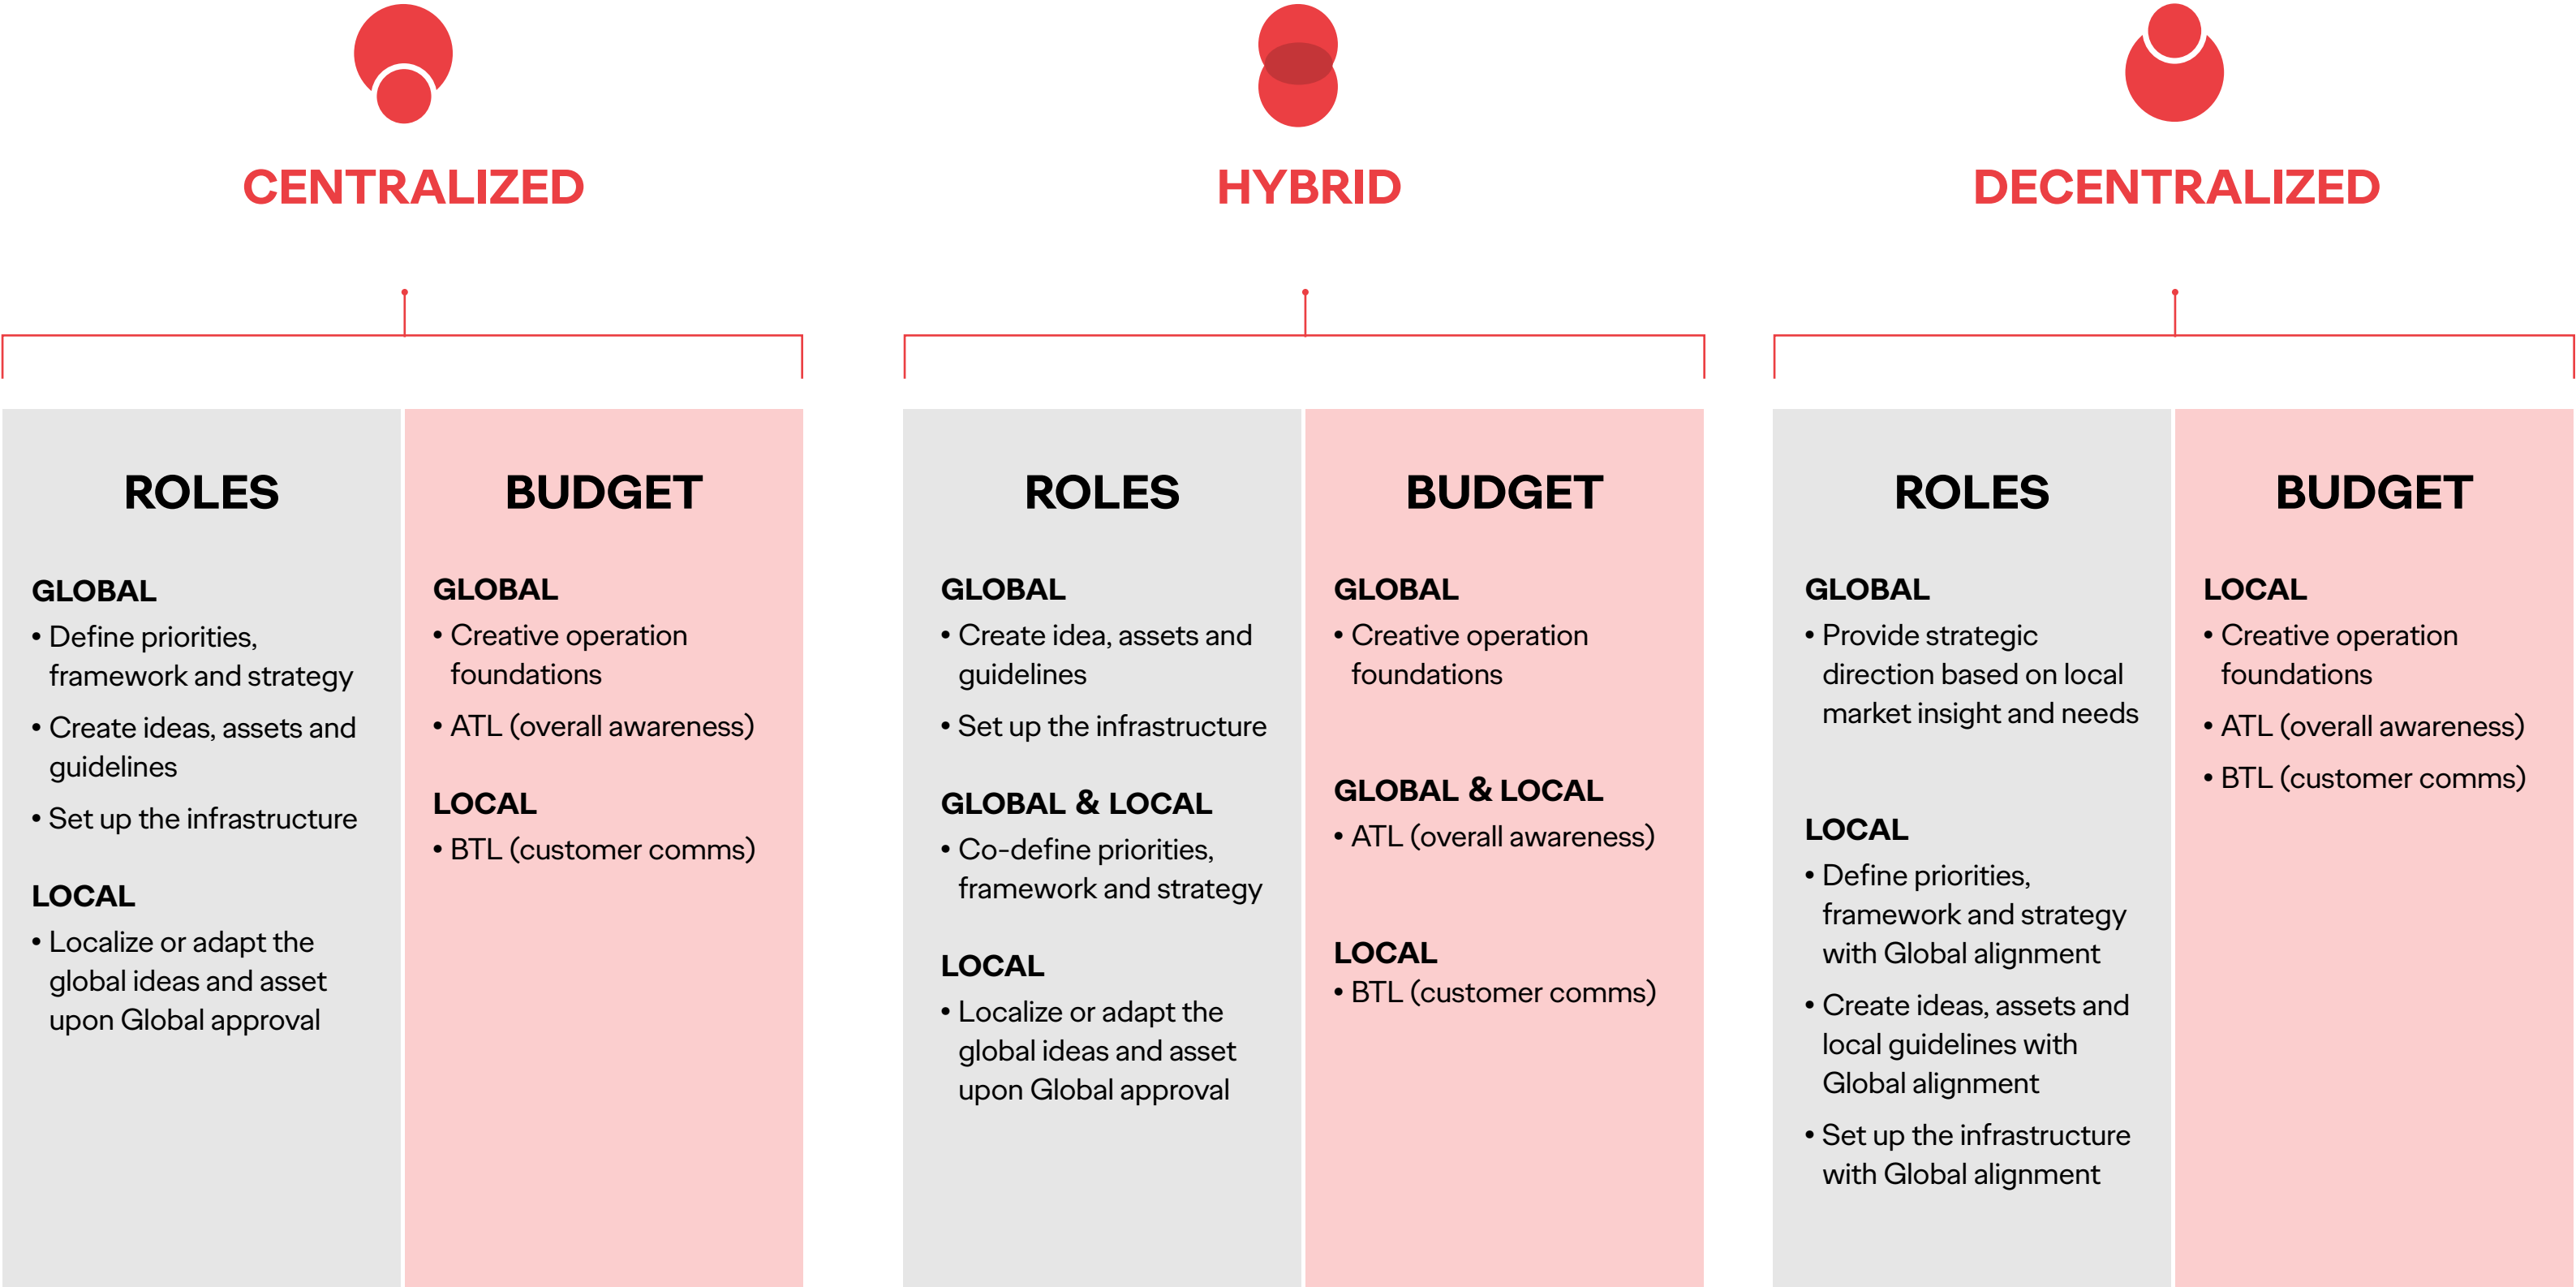 CENTRALIZED
ROLES
GLOBAL
• Define priorities,
framework and strategy
• Create ideas, assets and
guidelines
• Set up the infrastructure
LOCAL
• Localize or adapt the
global ideas and asset
upon Global approval
BUDGET
GLOBAL
• Creative operation
foundations
• ATL (overall awareness)
LOCAL
• BTL (customer comms)
HYBRID
ROLES
GLOBAL
• Create idea, assets and
guidelines
• Set up the infrastructure
GLOBAL & LOCAL
• Co-define priorities,
framework and strategy
LOCAL
• Localize or adapt the
global ideas and asset
upon Global approval
BUDGET
GLOBAL
• Creative operation
foundations
GLOBAL & LOCAL
• ATL (overall awareness)
LOCAL
• BTL (customer comms)
DECENTRALIZED
ROLES
GLOBAL
• Provide strategic
direction based on local
market insight and needs
LOCAL
• Define priorities,
framework and strategy
with Global alignment
• Create ideas, assets and
local guidelines with
Global alignment
• Set up the infrastructure
with Global alignment
BUDGET
LOCAL
• Creative operation
foundations
• ATL (overall awareness)
• BTL (customer comms)